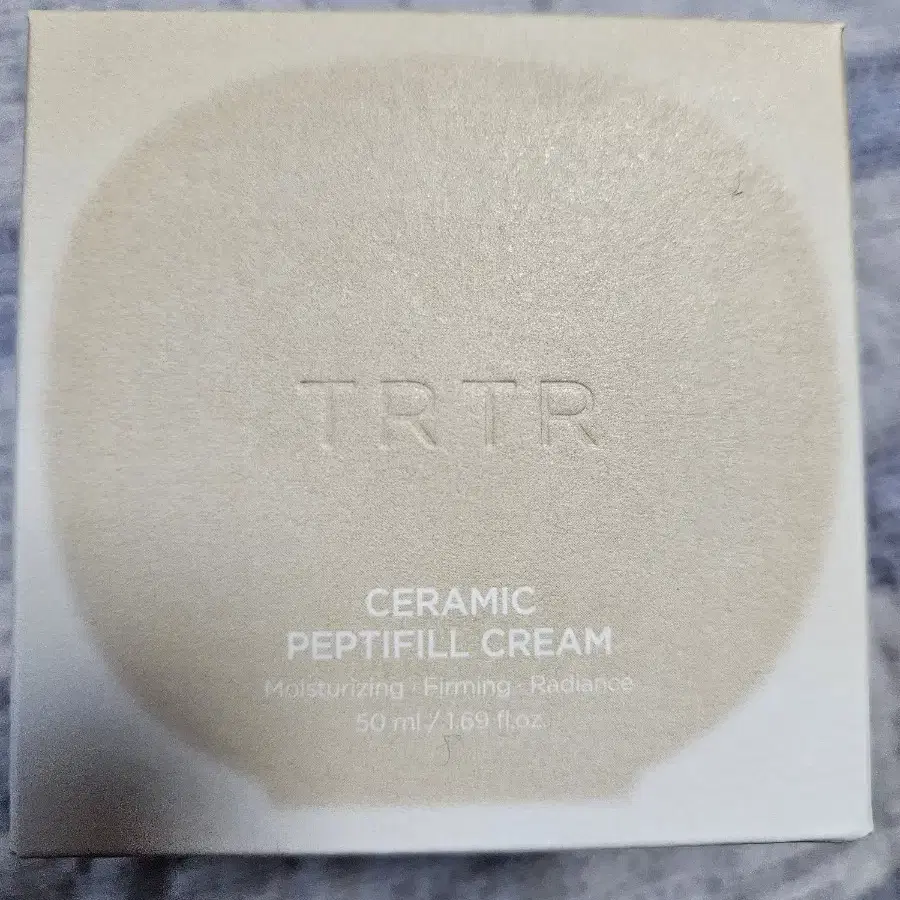 TRTR
CERAMIC
PEPTIFILL CREAM
Moisturizing · Firming · Radiance
50 ml / 1.69 fl.oz.